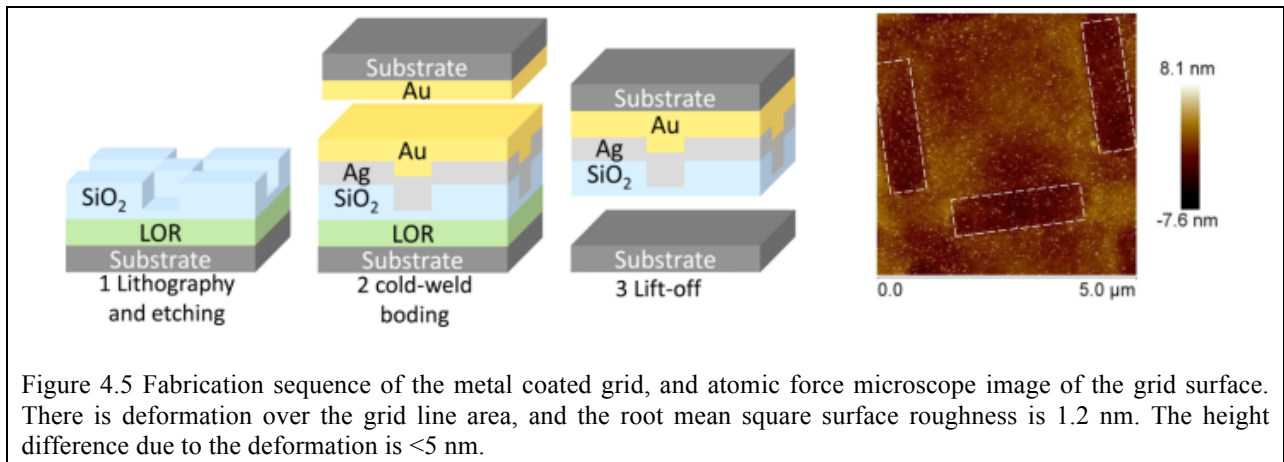 Substrate
Au
SiO2
LOR
Substrate
1 Lithography
and etching
Au
Ag
SiO2
LOR
Substrate
2 cold-weld
boding
Substrate
Au
Ag
SiO2
Substrate
3 Lift-off
8.1 nm
-7.6 nm
0.0 5.0 μm
Figure 4.5 Fabrication sequence of the metal coated grid, and atomic force microscope image of the grid surface.
There is deformation over the grid line area, and the root mean square surface roughness is 1.2 nm. The height
difference due to the deformation is <5 nm.